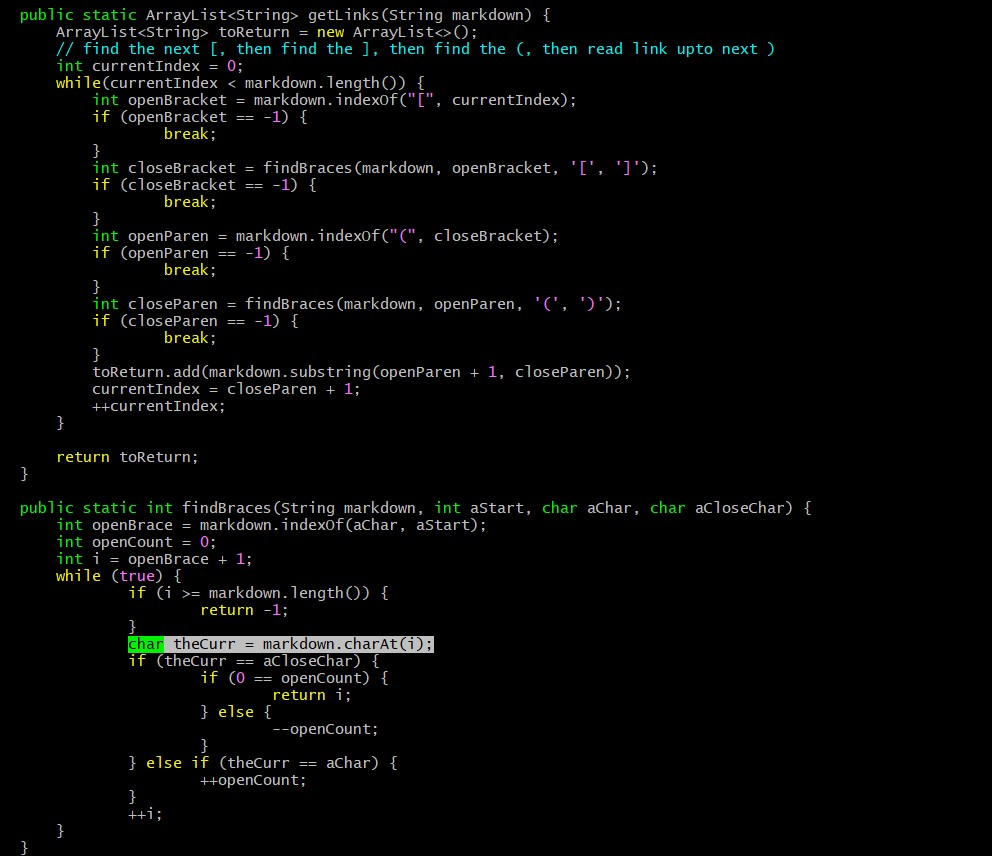 public static ArrayList<String> getLinks(String markdown) {
    ArrayList<String> toReturn = new ArrayList<>();
    // find the next [, then find the ], then find the (, then read link upto next )
    int currentIndex = 0;
    while(currentIndex < markdown.length()) {
        int openBracket = markdown.indexOf("[", currentIndex);
        if (openBracket == -1) {
                break;
        }
        int closeBracket = findBraces(markdown, openBracket, '[', ']');
        if (closeBracket == -1) {
                break;
        }
        int openParen = markdown.indexOf("(", closeBracket);
        if (openParen == -1) {
                break;
        }
        int closeParen = findBraces(markdown, openParen, '(', ')');
        if (closeParen == -1) {
                break;
        }
        toReturn.add(markdown.substring(openParen + 1, closeParen));
        currentIndex = closeParen + 1;
        ++currentIndex;
    }

    return toReturn;
}

public static int findBraces(String markdown, int aStart, char aChar, char aCloseChar) {
    int openBrace = markdown.indexOf(aChar, aStart);
    int openCount = 0;
    int i = openBrace + 1;
    while (true) {
            if (i >= markdown.length()) {
                    return -1;
            }
            char theCurr = markdown.charAt(i);
            if (theCurr == aCloseChar) {
                    if (0 == openCount) {
                            return i;
                    } else {
                            --openCount;
                    }
            } else if (theCurr == aChar) {
                    ++openCount;
            }
            ++i;
    }
}